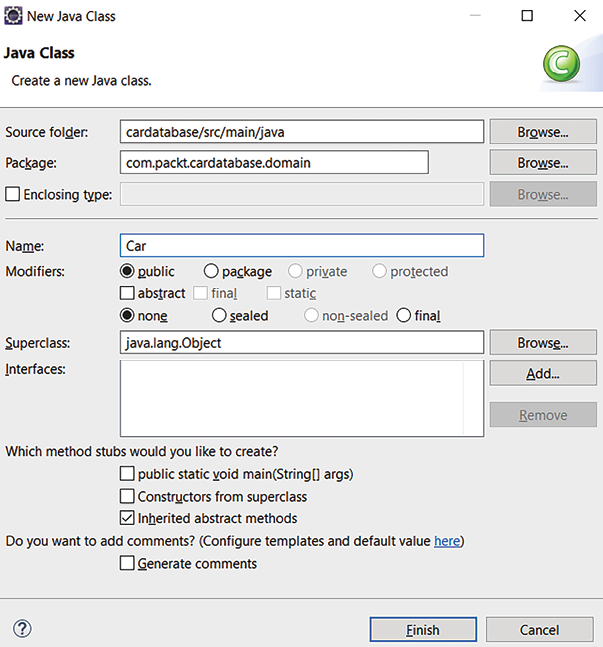 New Java Class
Java Class
Create a new Java class.
C
Source folder: cardatabase/src/main/java Browse...
Package: com.packt.cardatabase.domain Browse...
Enclosing type: Browse...
Name: Car
Modifiers: public package private protected
abstract final static
none sealed non-sealed final
Superclass: java.lang.Object Browse...
Interfaces: Add...
Remove
Which method stubs would you like to create?
public static void main(String[] args)
Constructors from superclass
Inherited abstract methods
Do you want to add comments? (Configure templates and default value here)
Generate comments
? Finish Cancel